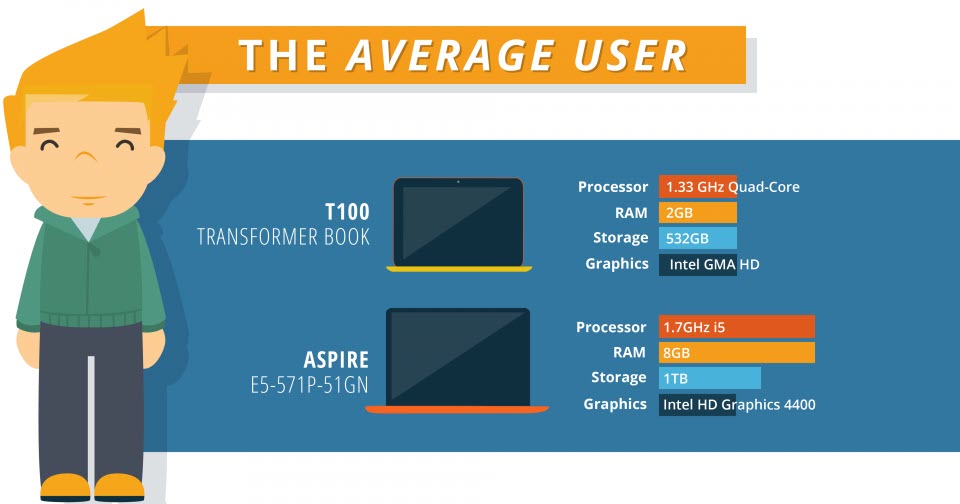 THE AVERAGE USER
T100
TRANSFORMER BOOK
Processor 1.33 GHz Quad-Core
RAM 2GB
Storage 532GB
Graphics Intel GMA HD
ASPIRE
E5-571P-51GN
Processor 1.7GHz i5
RAM 8GB
Storage 1TB
Graphics Intel HD Graphics 4400